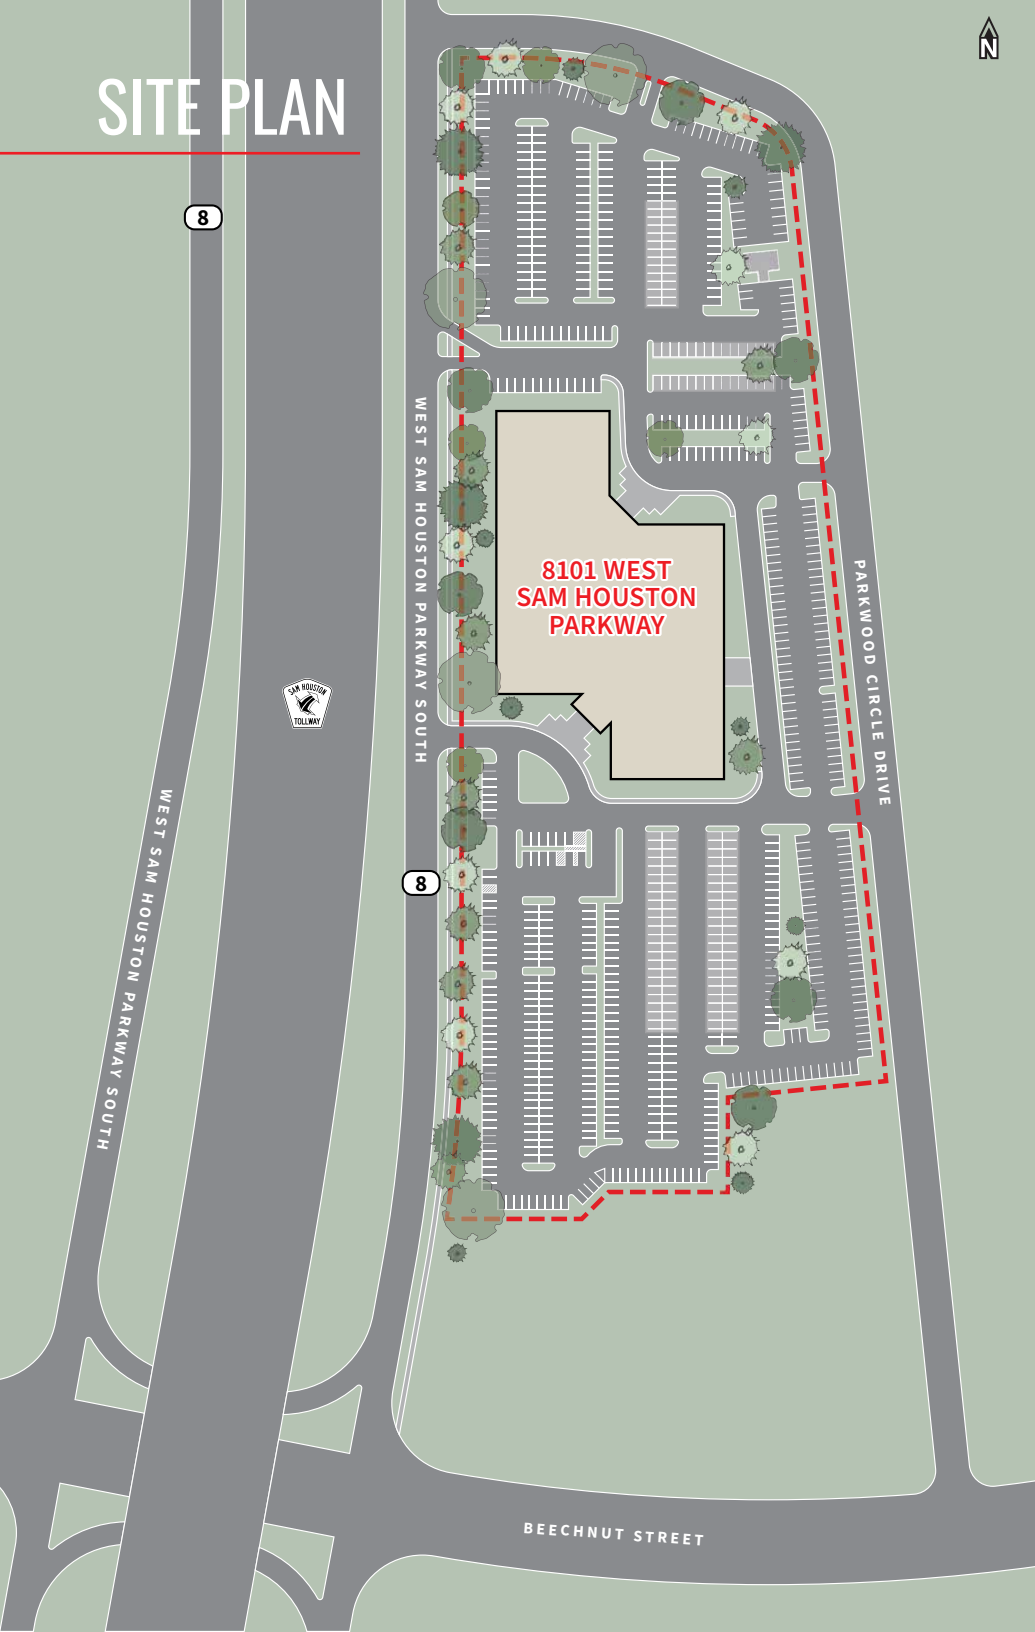 N
SITE PLAN
8
WEST SAM HOUSTON PARKWAY SOUTH
8101 WEST
SAM HOUSTON
PARKWAY
PARKWOOD CIRCLE DRIVE
SAM HOUSTON
TOLLWAY
WEST SAM HOUSTON PARKWAY SOUTH
8
BEECHNUT STREET